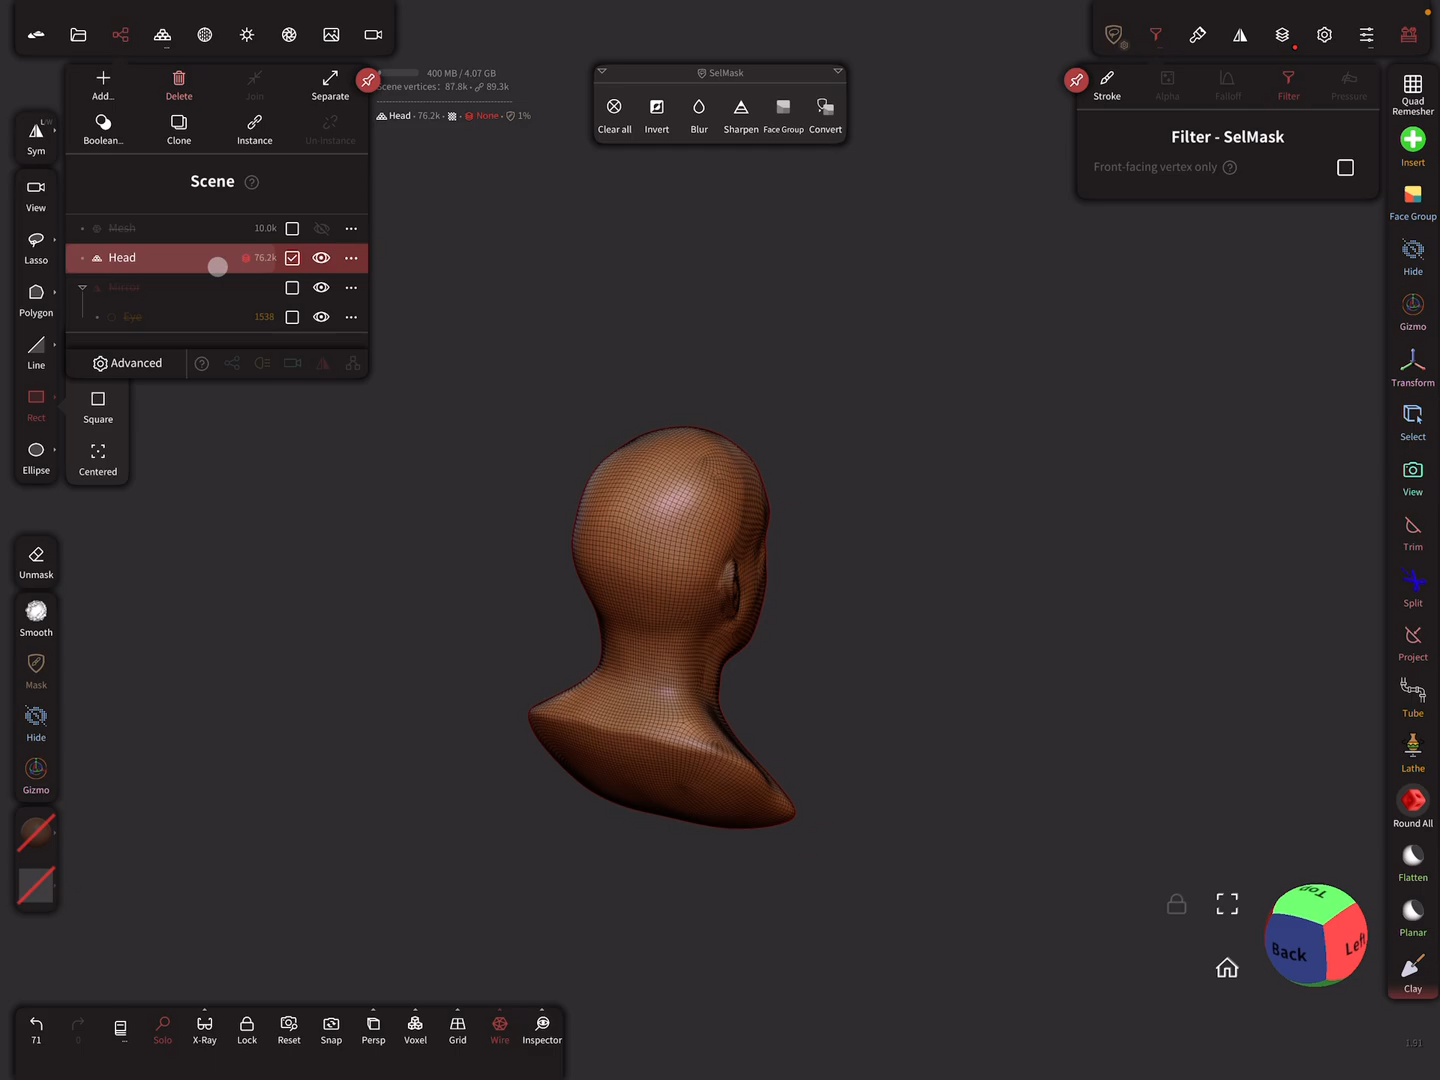 Add...
Delete
Join
Separate
Boolean...
Clone
Instance
Un-Instance
Scene
Mesh 10.0k
Head 76.2k
Mirror
Eye 1538
Advanced
400 MB / 4.07 GB
Scene vertices: 87.8k • 89.3k
Head • 76.2k • • None • 1%
SelMask
Clear all
Invert
Blur
Sharpen
Face Group
Convert
Stroke
Alpha
Falloff
Filter
Pressure
Filter - SelMask
Front-facing vertex only
L/W
Sym
View
Lasso
Polygon
Line
Rect
Ellipse
Square
Centered
Unmask
Smooth
Mask
Hide
Gizmo
Quad Remesher
Insert
Face Group
Hide
Gizmo
Transform
Select
View
Trim
Split
Project
Tube
Lathe
Round All
Flatten
Planar
Clay
Top
Back
Left
71
0
...
Solo
X-Ray
Lock
Reset
Snap
Persp
Voxel
Grid
Wire
Inspector
1.91